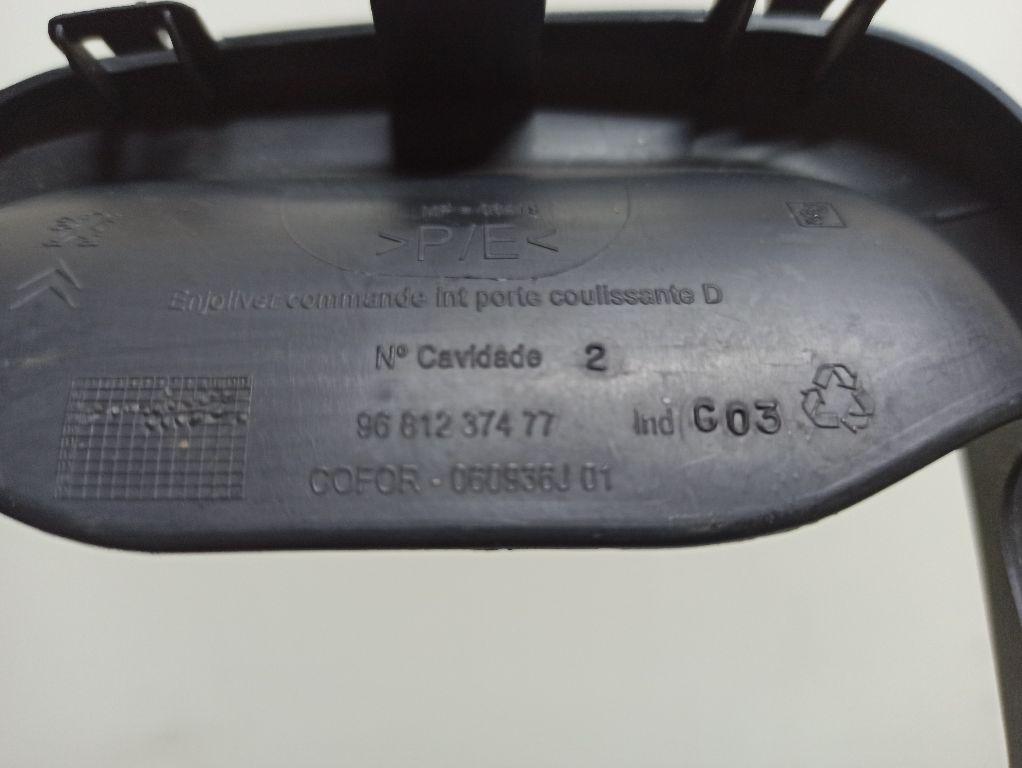 >P/E<
Enjoliver commande int porte coulissante D
Nº Cavidade 2
96 812 374 77 Ind G03
COFOR - 060936J 01